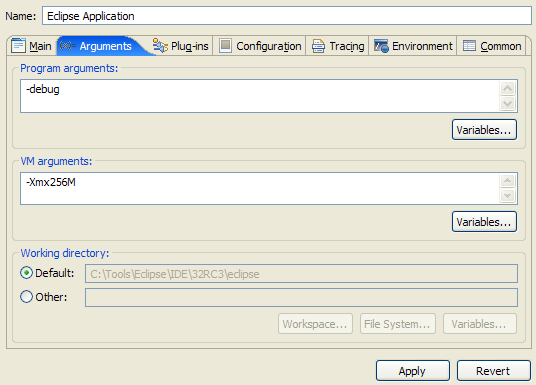 Name: Eclipse Application
Main Arguments Plug-ins Configuration Tracing Environment Common
Program arguments:
-debug
Variables...
VM arguments:
-Xmx256M
Variables...
Working directory:
Default: C:\Tools\Eclipse\IDE\32RC3\eclipse
Other:
Workspace... File System... Variables...
Apply Revert